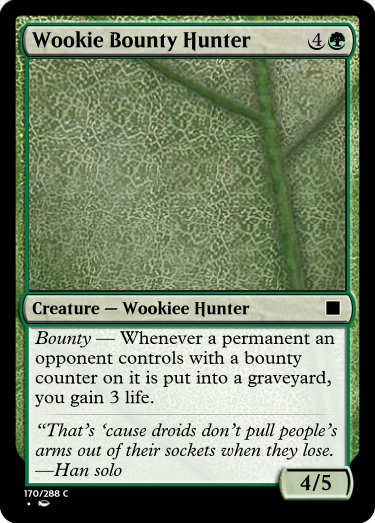 Wookie Bounty Hunter 4
Creature — Wookiee Hunter
Bounty — Whenever a permanent an
opponent controls with a bounty
counter on it is put into a graveyard,
you gain 3 life.
“That’s ‘cause droids don’t pull people’s
arms out of their sockets when they lose.
—Han solo
4/5
170/288 C